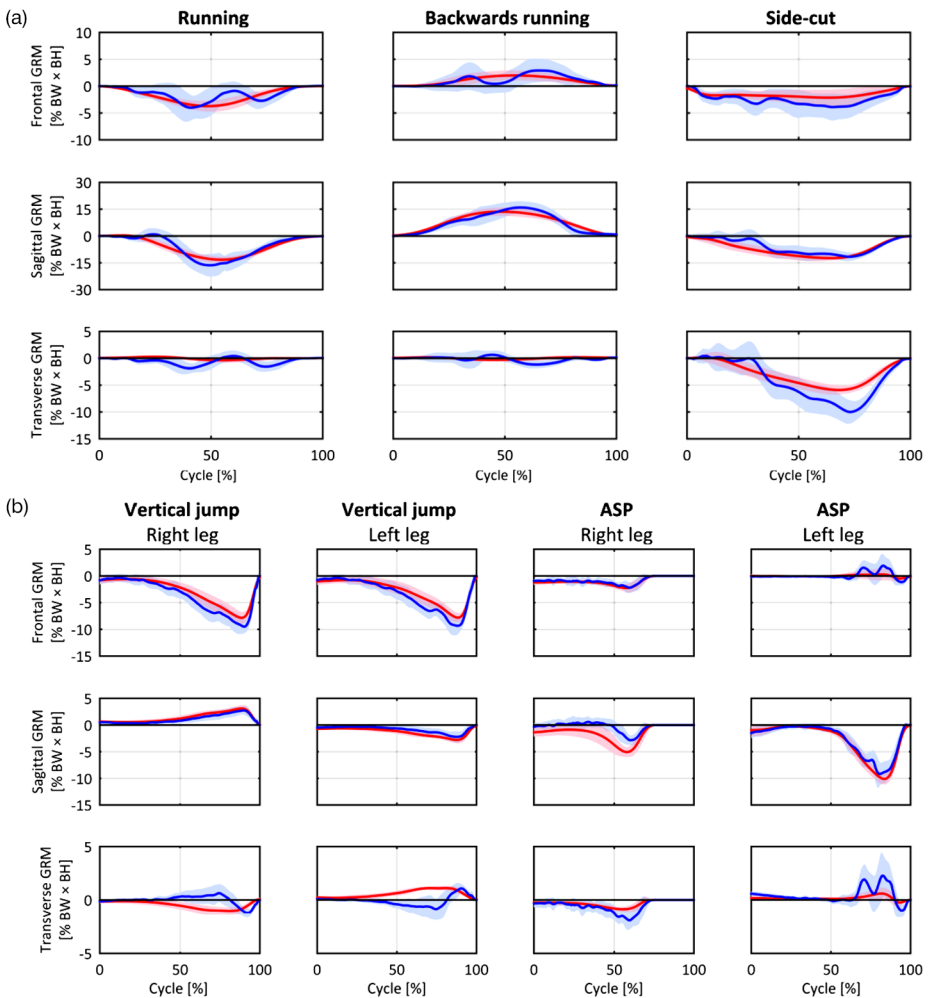 (a)
Running
Backwards running
Side-cut
Frontal GRM
[% BW × BH]
10
5
0
-5
-10
Sagittal GRM
[% BW × BH]
30
15
0
-15
-30
Transverse GRM
[% BW × BH]
5
0
-5
-10
-15
0 50 100
0 50 100
0 50 100
Cycle [%]
Cycle [%]
Cycle [%]
(b)
Vertical jump
Right leg
Vertical jump
Left leg
ASP
Right leg
ASP
Left leg
Frontal GRM
[% BW × BH]
5
0
-5
-10
-15
Sagittal GRM
[% BW × BH]
5
0
-5
-10
-15
Transverse GRM
[% BW × BH]
5
0
-5
0 50 100
0 50 100
0 50 100
0 50 100
Cycle [%]
Cycle [%]
Cycle [%]
Cycle [%]